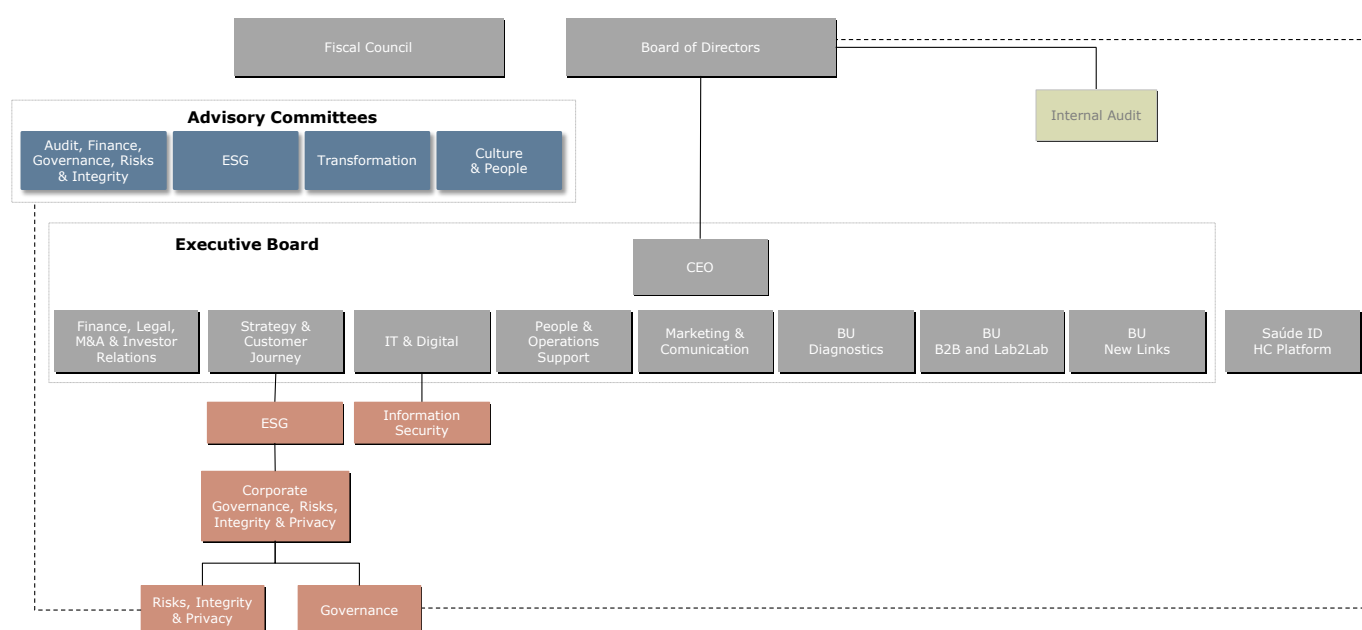 Fiscal Council
Board of Directors
Internal Audit
Advisory Committees
Audit, Finance,
Governance, Risks
& Integrity
ESG
Transformation
Culture
& People
Executive Board
CEO
Finance, Legal,
M&A & Investor
Relations
Strategy &
Customer
Journey
IT & Digital
People &
Operations
Support
Marketing &
Comunication
BU
Diagnostics
BU
B2B and Lab2Lab
BU
New Links
Saúde ID
HC Platform
ESG
Information
Security
Corporate
Governance, Risks,
Integrity & Privacy
Risks, Integrity
& Privacy
Governance